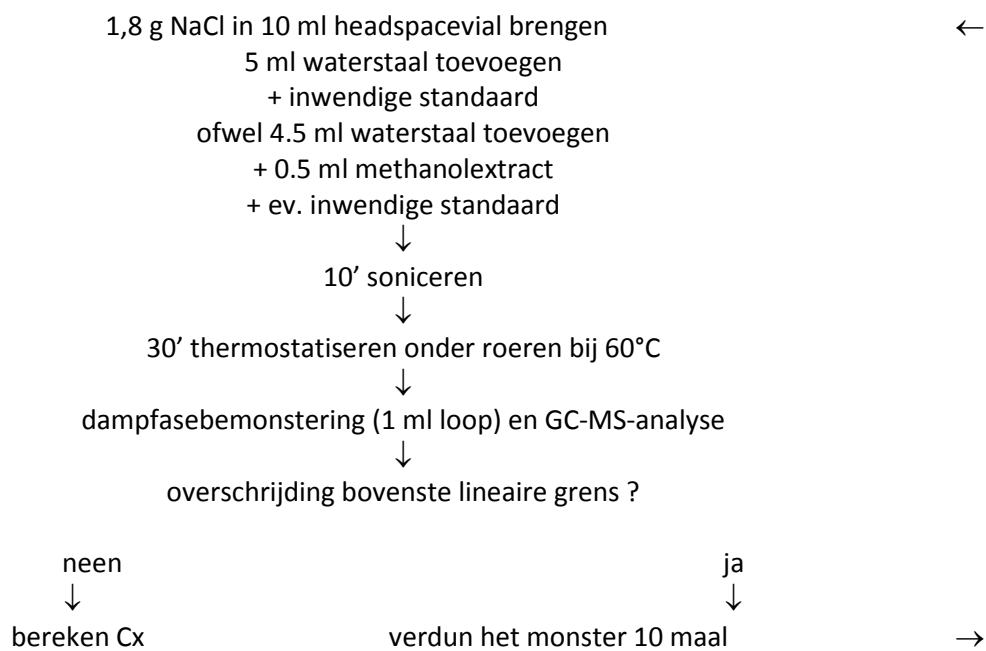 1,8 g NaCl in 10 ml headspacevial brengen ←
5 ml waterstaal toevoegen
+ inwendige standaard
ofwel 4.5 ml waterstaal toevoegen
+ 0.5 ml methanolextract
+ ev. inwendige standaard
↓
10’ soniceren
↓
30’ thermostatiseren onder roeren bij 60°C
↓
dampfasebemonstering (1 ml loop) en GC-MS-analyse
↓
overschrijding bovenste lineaire grens ?
neen ja
↓ ↓
bereken Cx verdun het monster 10 maal →